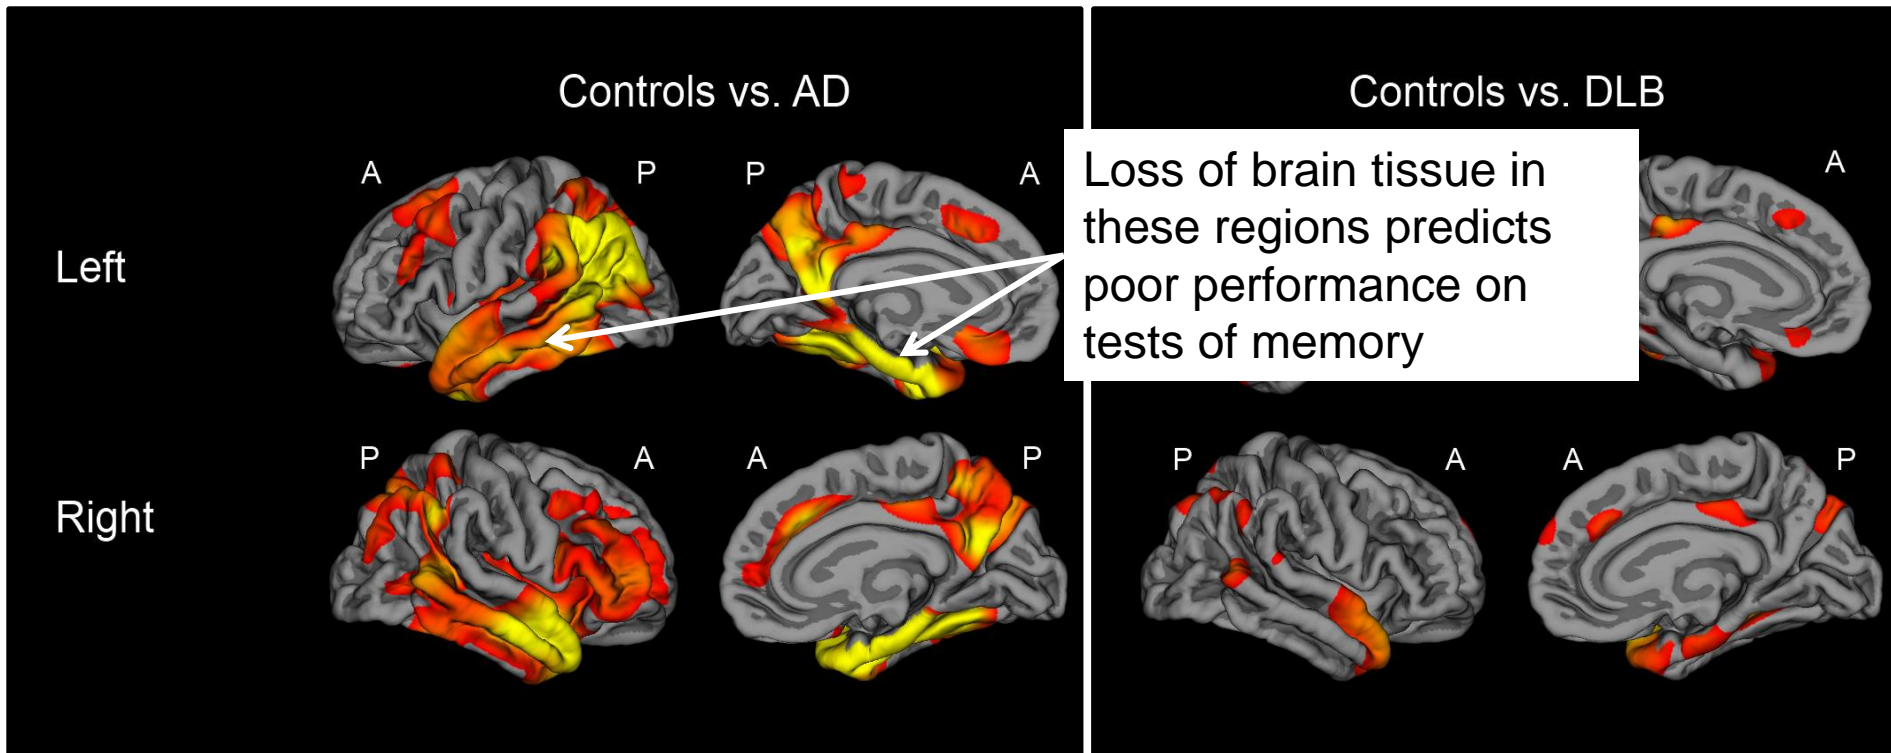 Controls vs. AD
Controls vs. DLB
A
P
P
A
A
Left
Loss of brain tissue in
these regions predicts
poor performance on
tests of memory
Right
P
A
A
P
P
A
A
P